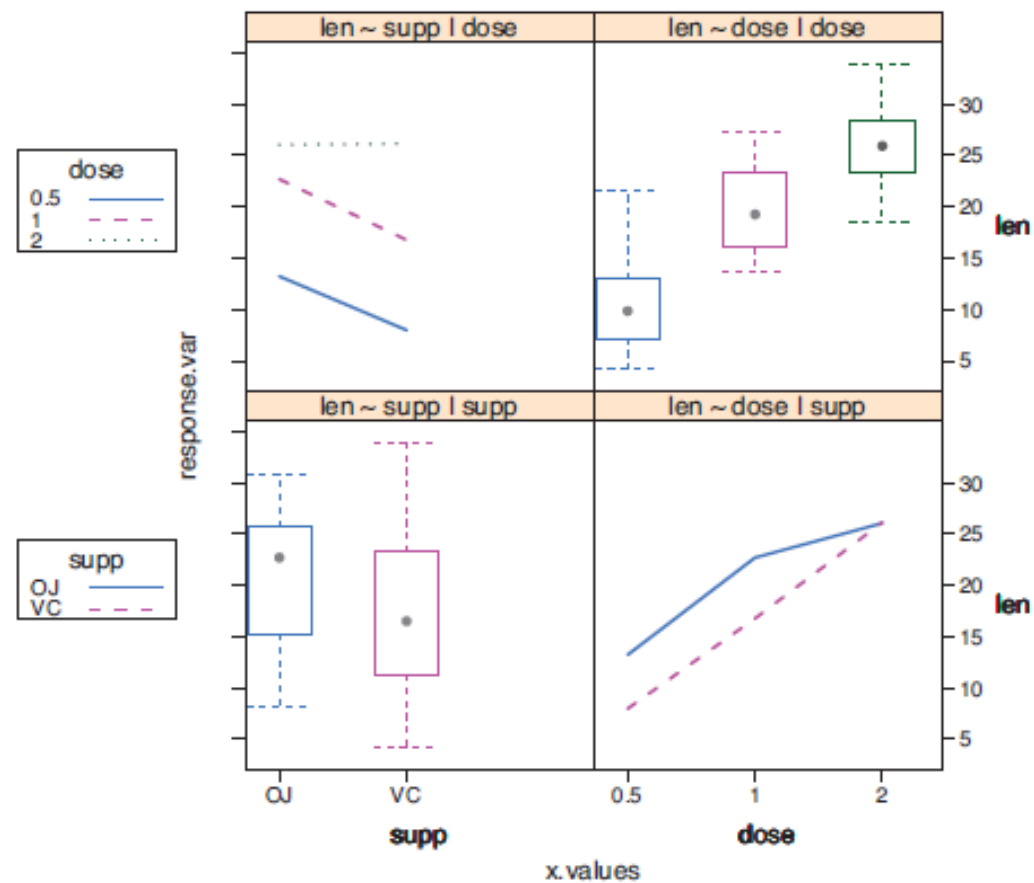 len ~ supp | dose
len ~ dose | dose
dose
0.5
1
2
30
25
20
15
10
5
len
response.var
len ~ supp | supp
len ~ dose | supp
supp
OJ
VC
30
25
20
15
10
5
len
OJ
VC
0.5
1
2
supp
dose
x.values